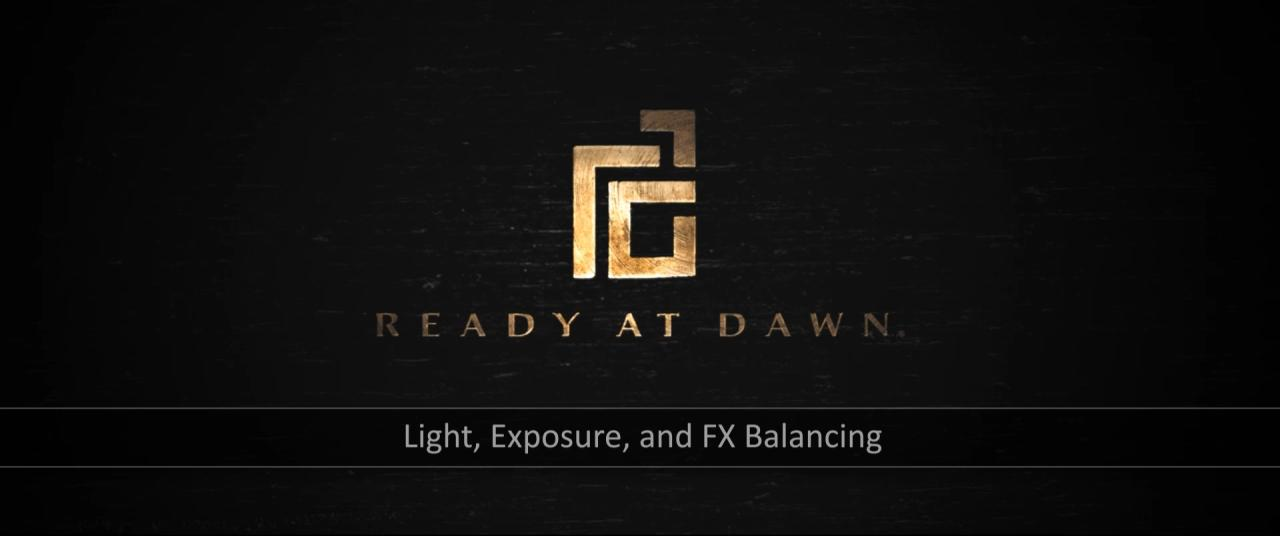 READY AT DAWN.
Light, Exposure, and FX Balancing